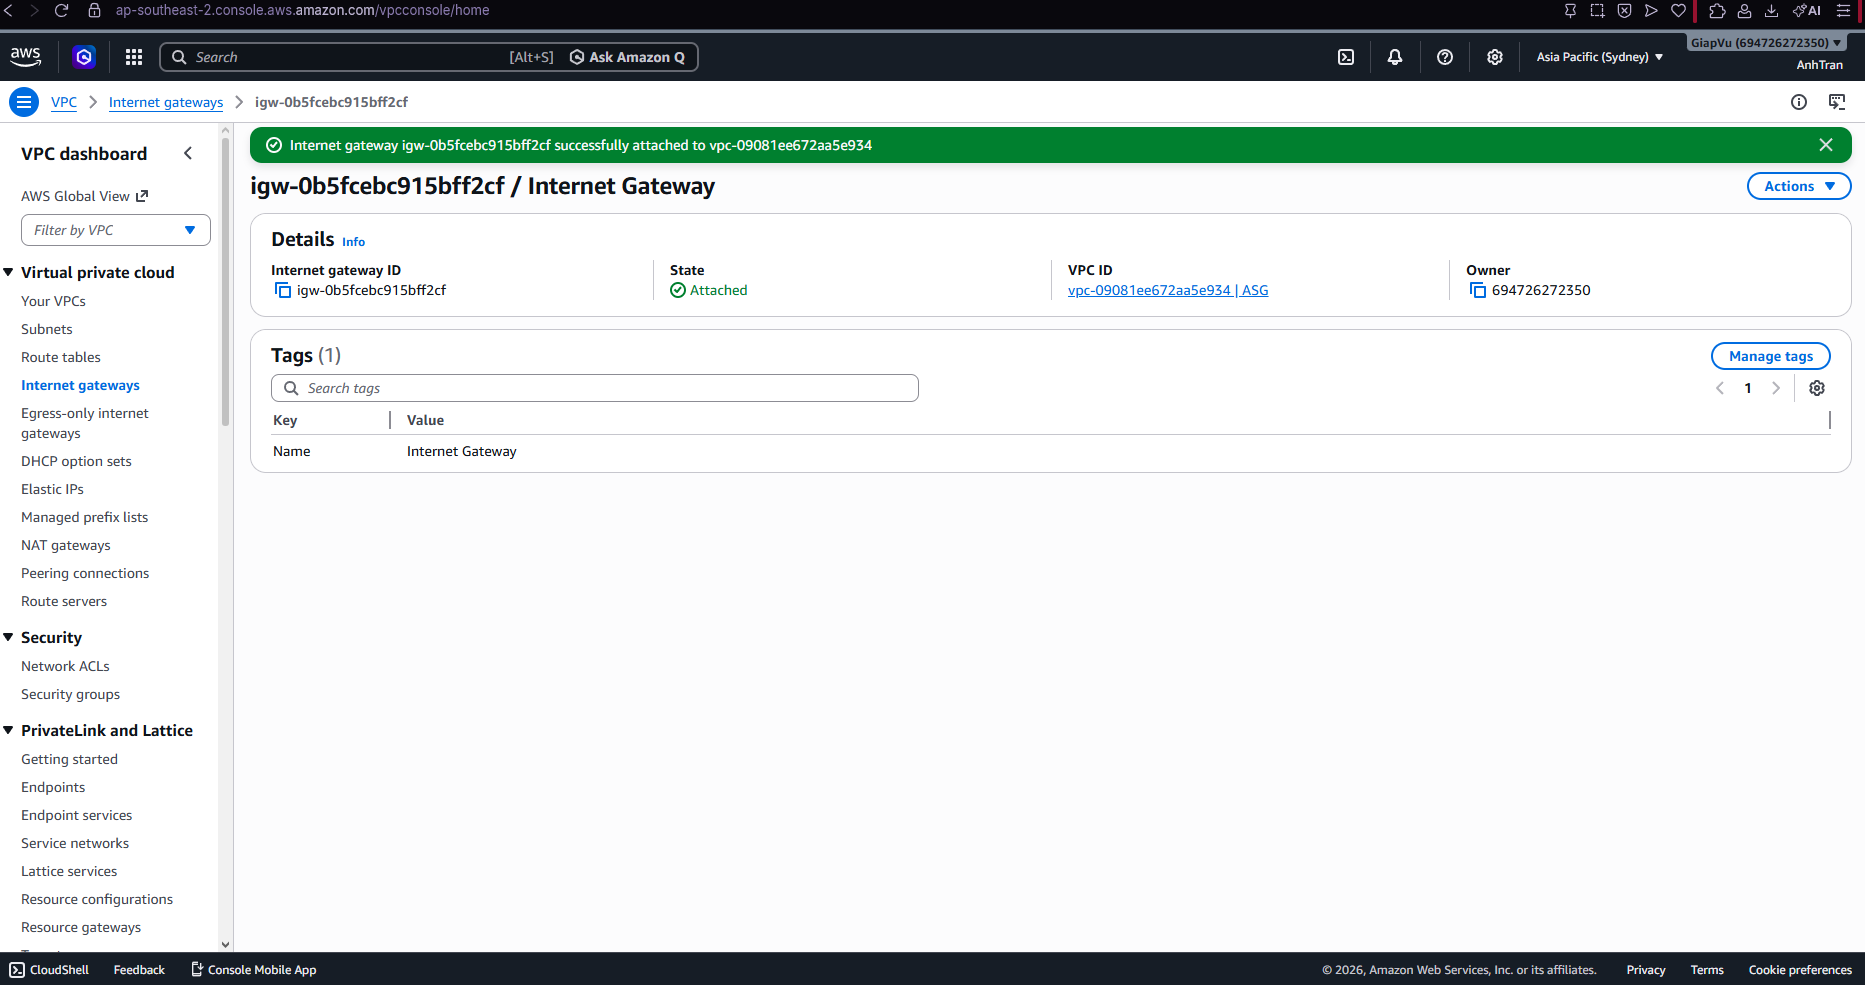 ap-southeast-2.console.aws.amazon.com/vpcconsole/home
AI
aws
Search
[Alt+S]
Ask Amazon Q
Asia Pacific (Sydney)
GiapVu (694726272350)
AnhTran
VPC
Internet gateways
igw-0b5fcebc915bff2cf
VPC dashboard
AWS Global View
Filter by VPC
Virtual private cloud
Your VPCs
Subnets
Route tables
Internet gateways
Egress-only internet
gateways
DHCP option sets
Elastic IPs
Managed prefix lists
NAT gateways
Peering connections
Route servers
Security
Network ACLs
Security groups
PrivateLink and Lattice
Getting started
Endpoints
Endpoint services
Service networks
Lattice services
Resource configurations
Resource gateways
Internet gateway igw-0b5fcebc915bff2cf successfully attached to vpc-09081ee672aa5e934
igw-0b5fcebc915bff2cf / Internet Gateway
Actions
Details Info
Internet gateway ID
igw-0b5fcebc915bff2cf
State
Attached
VPC ID
vpc-09081ee672aa5e934 | ASG
Owner
694726272350
Tags (1)
Manage tags
Search tags
1
Key Value
Name Internet Gateway
CloudShell
Feedback
Console Mobile App
© 2026, Amazon Web Services, Inc. or its affiliates.
Privacy
Terms
Cookie preferences